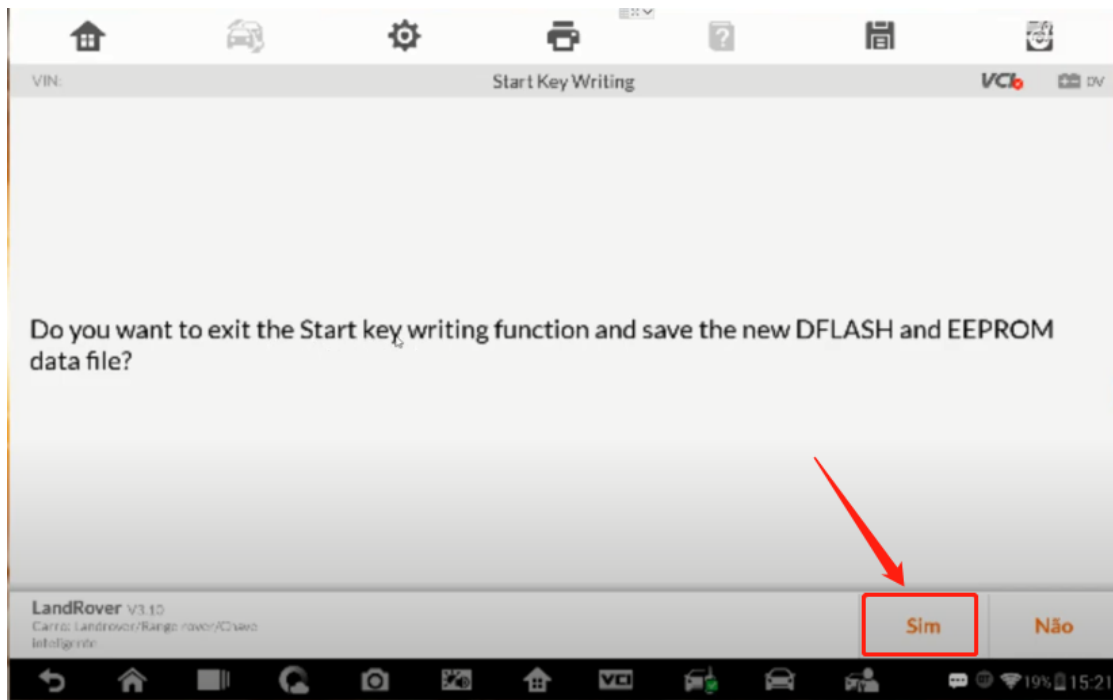 VIN:
Start Key Writing
VCI
DV
Do you want to exit the Start key writing function and save the new DFLASH and EEPROM
data file?
LandRover V3.10
Carro: Landrover/Range rover/Chave
inteligente
Sim
Não
VCI
19% 15:21